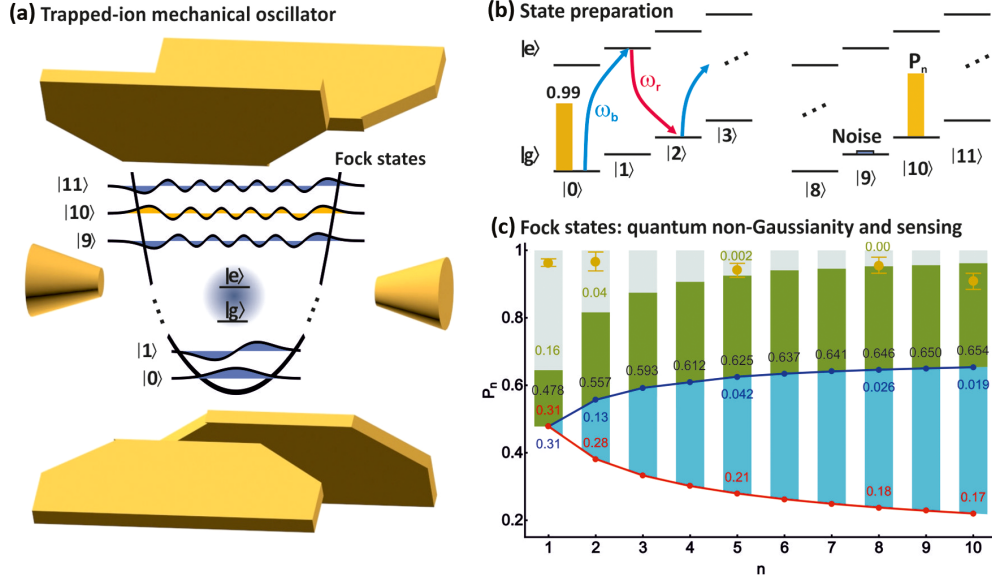 (a) Trapped-ion mechanical oscillator
Fock states
|11⟩
|10⟩
|9⟩
|e⟩
|g⟩
|1⟩
|0⟩
(b) State preparation
|e⟩
0.99
ω_b
ω_r
|g⟩
|0⟩
|1⟩
|2⟩
|3⟩
P_n
Noise
|8⟩
|9⟩
|10⟩
|11⟩
(c) Fock states: quantum non-Gaussianity and sensing
P_n
1
0.8
0.6
0.4
0.2
0.16
0.04
0.002
0.00
0.478
0.557
0.593
0.612
0.625
0.637
0.641
0.646
0.650
0.654
0.31
0.13
0.042
0.026
0.019
0.31
0.28
0.21
0.18
0.17
1 2 3 4 5 6 7 8 9 10
n